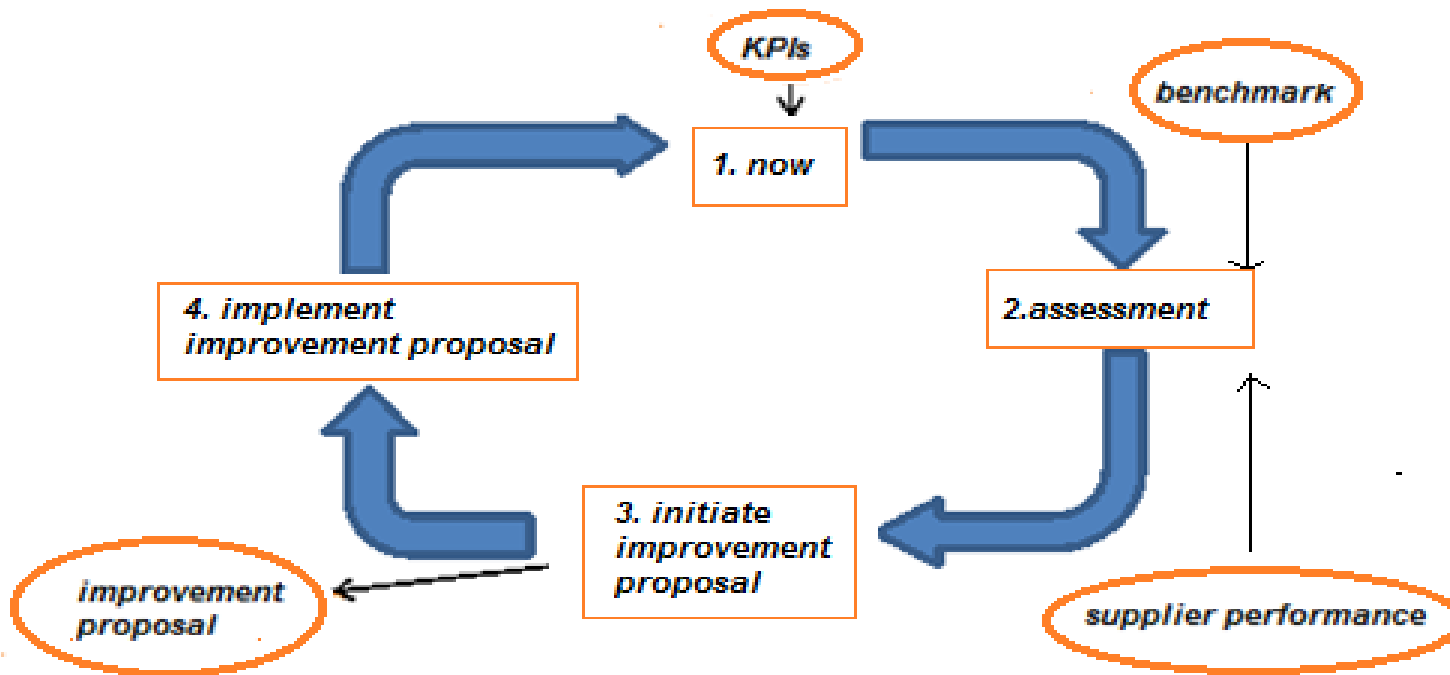 KPIs
benchmark
1. now
2.assessment
4. implement
improvement proposal
3. initiate
improvement
proposal
improvement
proposal
supplier performance